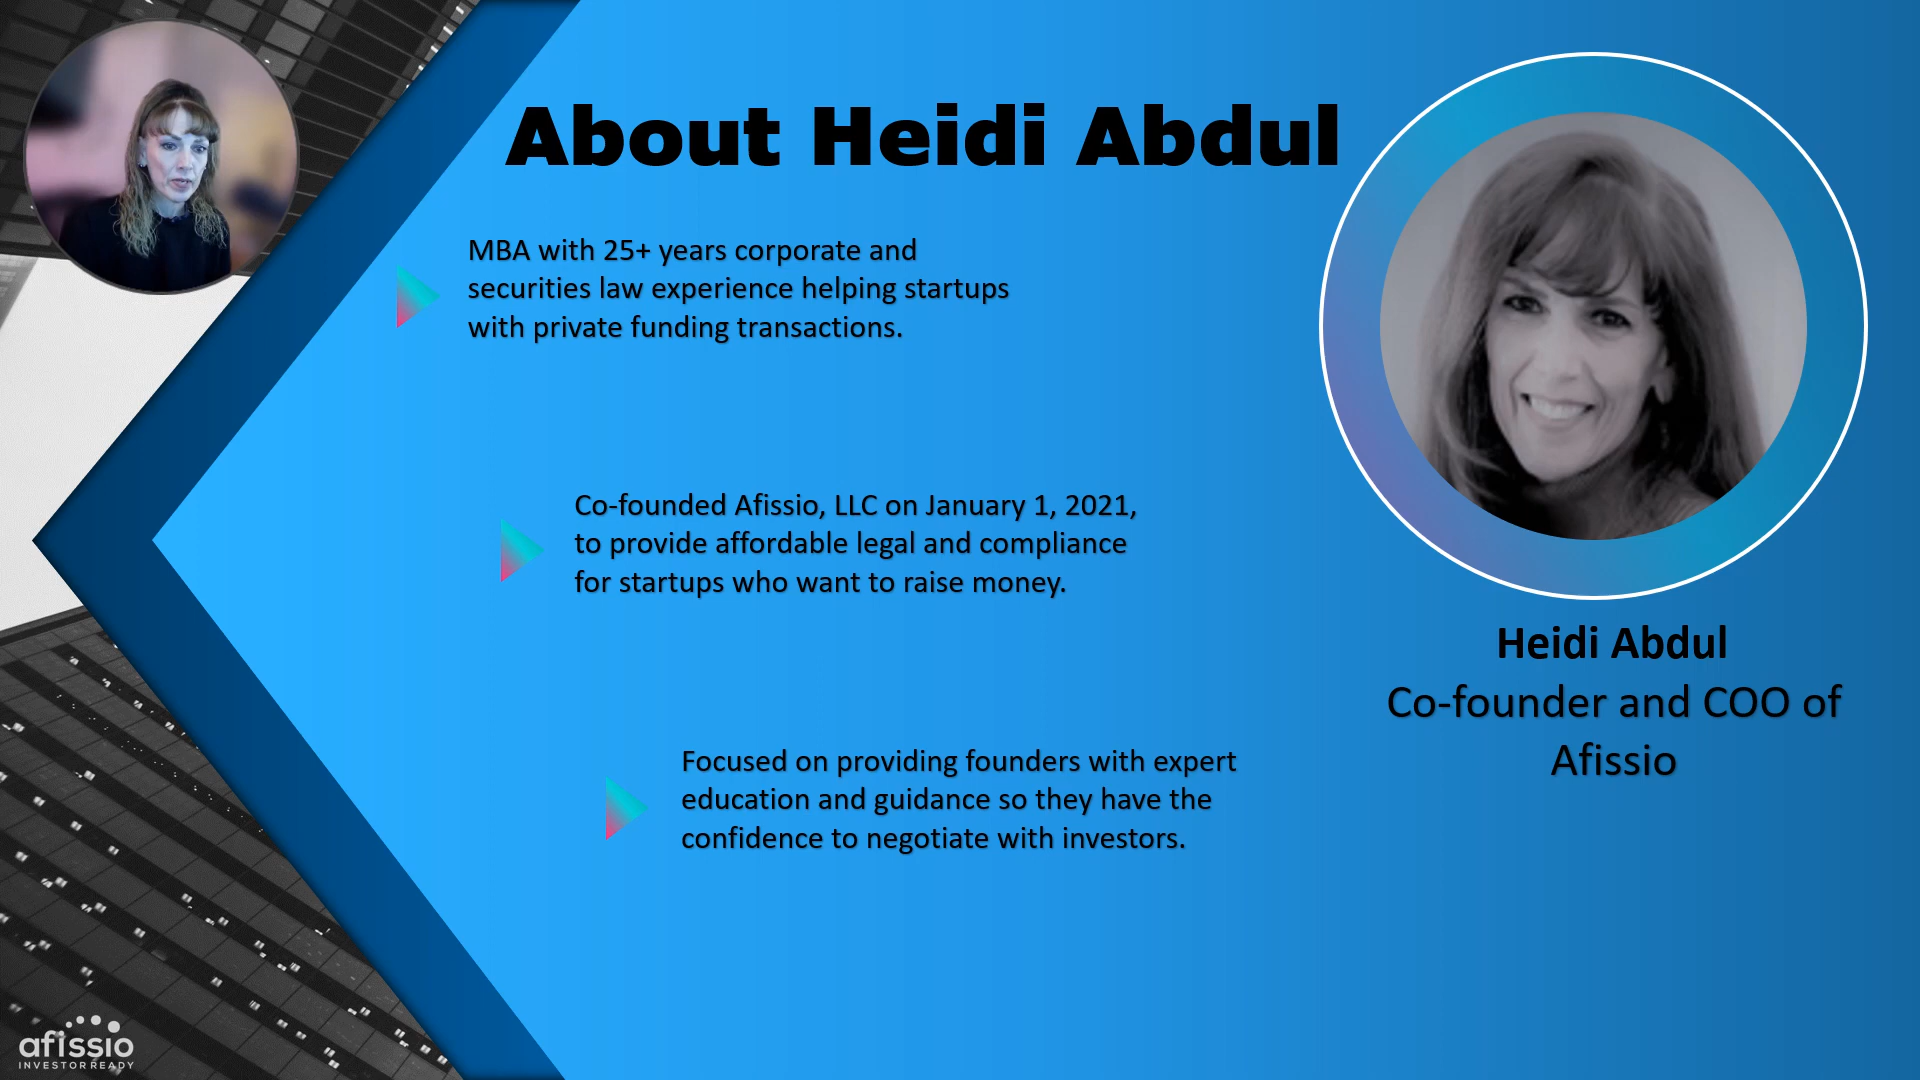 About Heidi Abdul
MBA with 25+ years corporate and
securities law experience helping startups
with private funding transactions.
Co-founded Afissio, LLC on January 1, 2021,
to provide affordable legal and compliance
for startups who want to raise money.
Focused on providing founders with expert
education and guidance so they have the
confidence to negotiate with investors.
Heidi Abdul
Co-founder and COO of
Afissio
afissio
INVESTOR READY